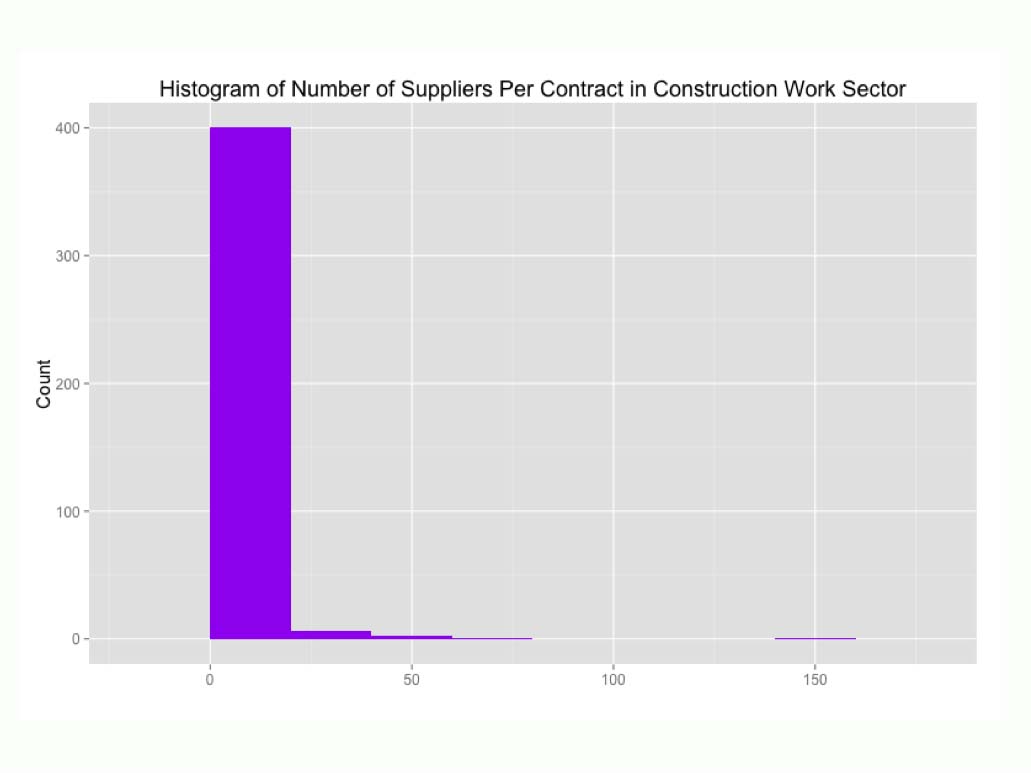 Histogram of Number of Suppliers Per Contract in Construction Work Sector
400
300
200
100
0
Count
0 50 100 150